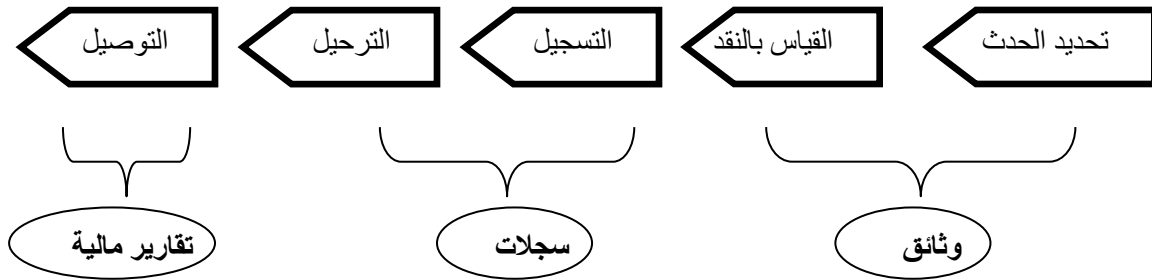 تحديد الحدث
القياس بالنقد
التسجيل
الترحيل
التوصيل
وثائق
سجلات
تقارير مالية